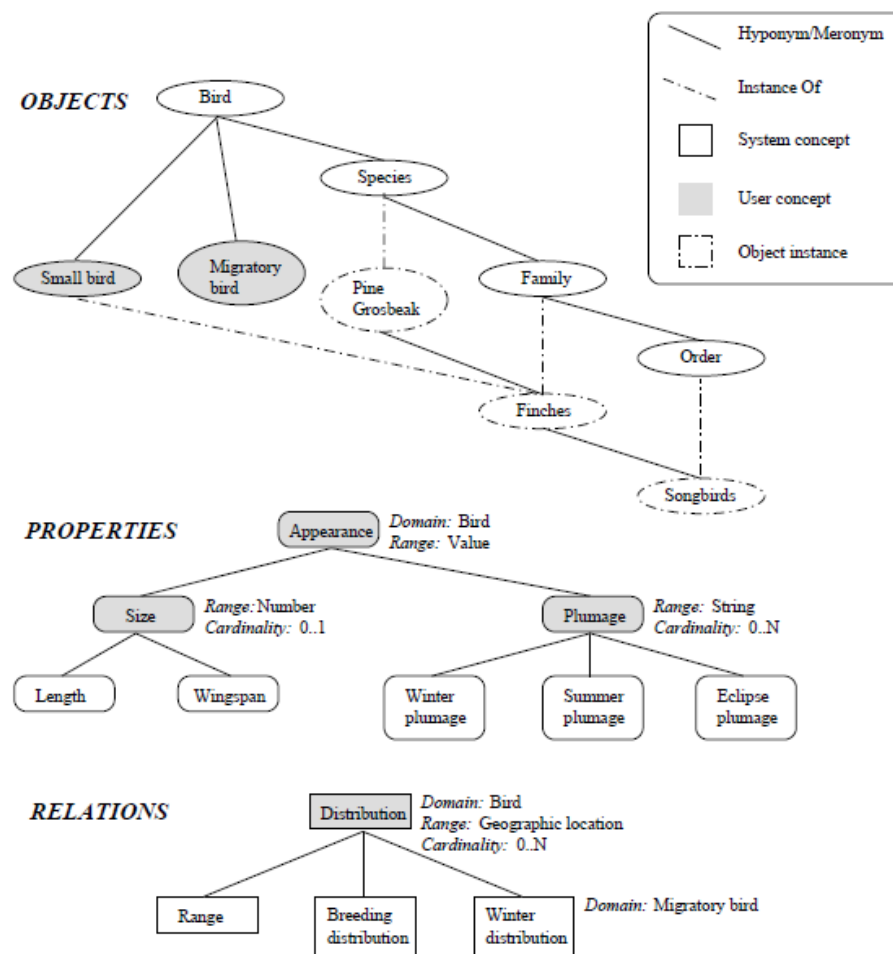 Hyponym/Meronym
Instance Of
System concept
User concept
Object instance
OBJECTS
Bird
Species
Small bird
Migratory
bird
Pine
Grosbeak
Family
Order
Finches
Songbirds
PROPERTIES
Appearance
Domain: Bird
Range: Value
Size
Range: Number
Cardinality: 0..1
Plumage
Range: String
Cardinality: 0..N
Length
Wingspan
Winter
plumage
Summer
plumage
Eclipse
plumage
RELATIONS
Distribution
Domain: Bird
Range: Geographic location
Cardinality: 0..N
Range
Breeding
distribution
Winter
distribution
Domain: Migratory bird